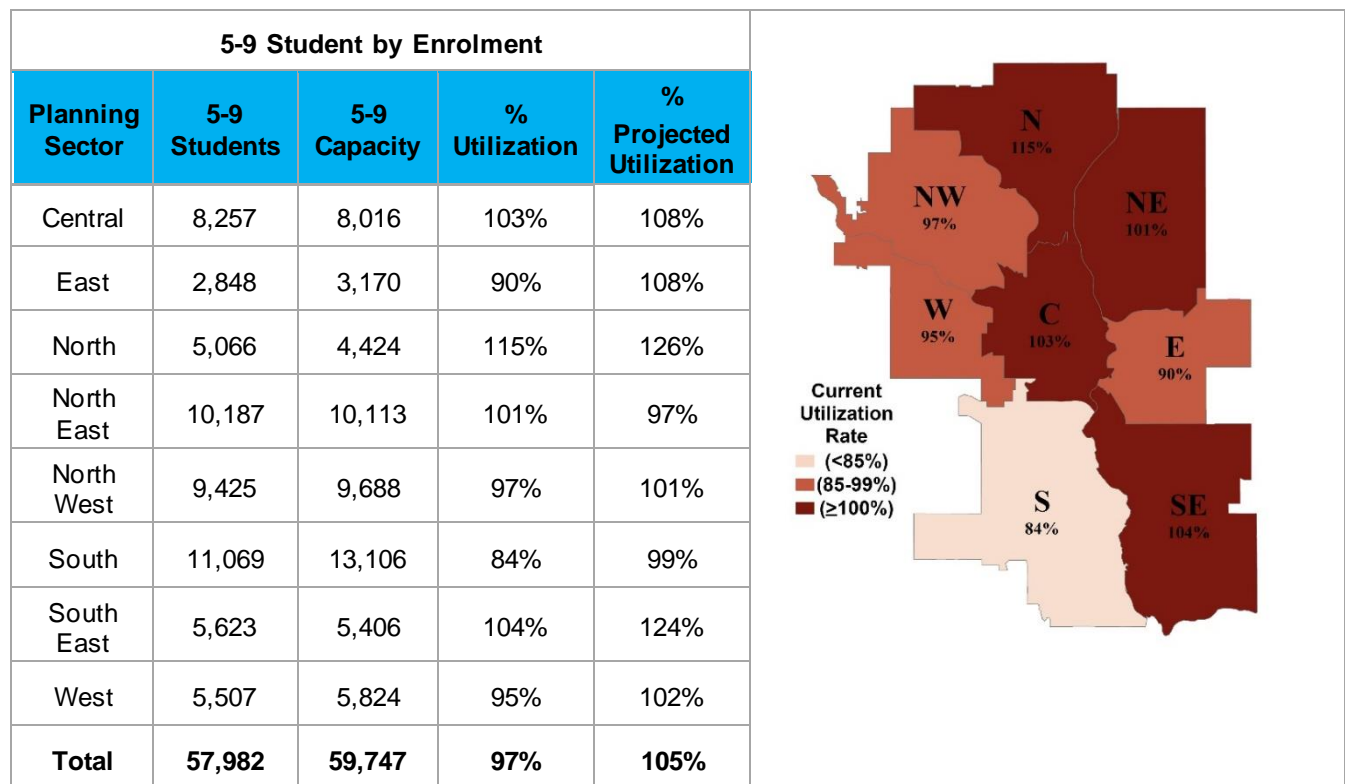 5-9 Student by Enrolment
Planning Sector 5-9 Students 5-9 Capacity % Utilization % Projected Utilization
Central 8,257 8,016 103% 108%
East 2,848 3,170 90% 108%
North 5,066 4,424 115% 126%
North East 10,187 10,113 101% 97%
North West 9,425 9,688 97% 101%
South 11,069 13,106 84% 99%
South East 5,623 5,406 104% 124%
West 5,507 5,824 95% 102%
Total 57,982 59,747 97% 105%
N
115%
NW
97%
NE
101%
W
95%
C
103%
E
90%
S
84%
SE
104%
Current
Utilization
Rate
(<85%)
(85-99%)
(≥100%)